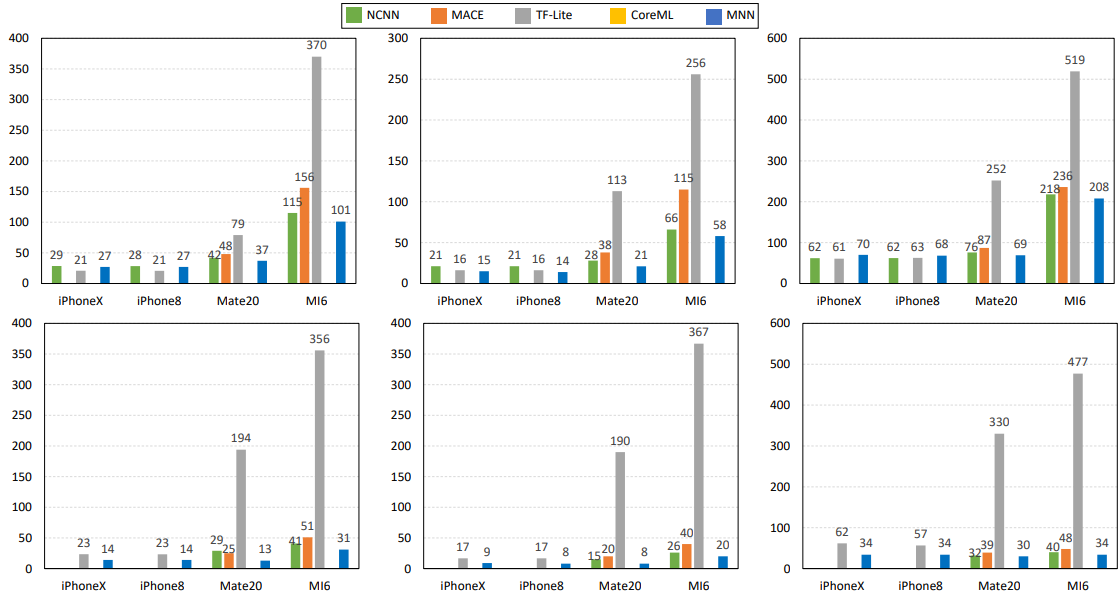 NCNN MACE TF-Lite CoreML MNN
400
350
300
250
200
150
100
50
0
29 21 27
28 21 27
42 48 79 37
115 156 370 101
iPhoneX iPhone8 Mate20 MI6
300
250
200
150
100
50
0
21 16 15
21 16 14
28 38 113 21
66 115 256 58
iPhoneX iPhone8 Mate20 MI6
600
500
400
300
200
100
0
62 61 70
62 63 68
76 87 252 69
218 236 519 208
iPhoneX iPhone8 Mate20 MI6
400
350
300
250
200
150
100
50
0
23 14
23 14
29 25 194 13
41 51 356 31
iPhoneX iPhone8 Mate20 MI6
400
350
300
250
200
150
100
50
0
17 9
17 8
15 20 190 8
26 40 367 20
iPhoneX iPhone8 Mate20 MI6
600
500
400
300
200
100
0
62 34
57 34
32 39 330 30
40 48 477 34
iPhoneX iPhone8 Mate20 MI6